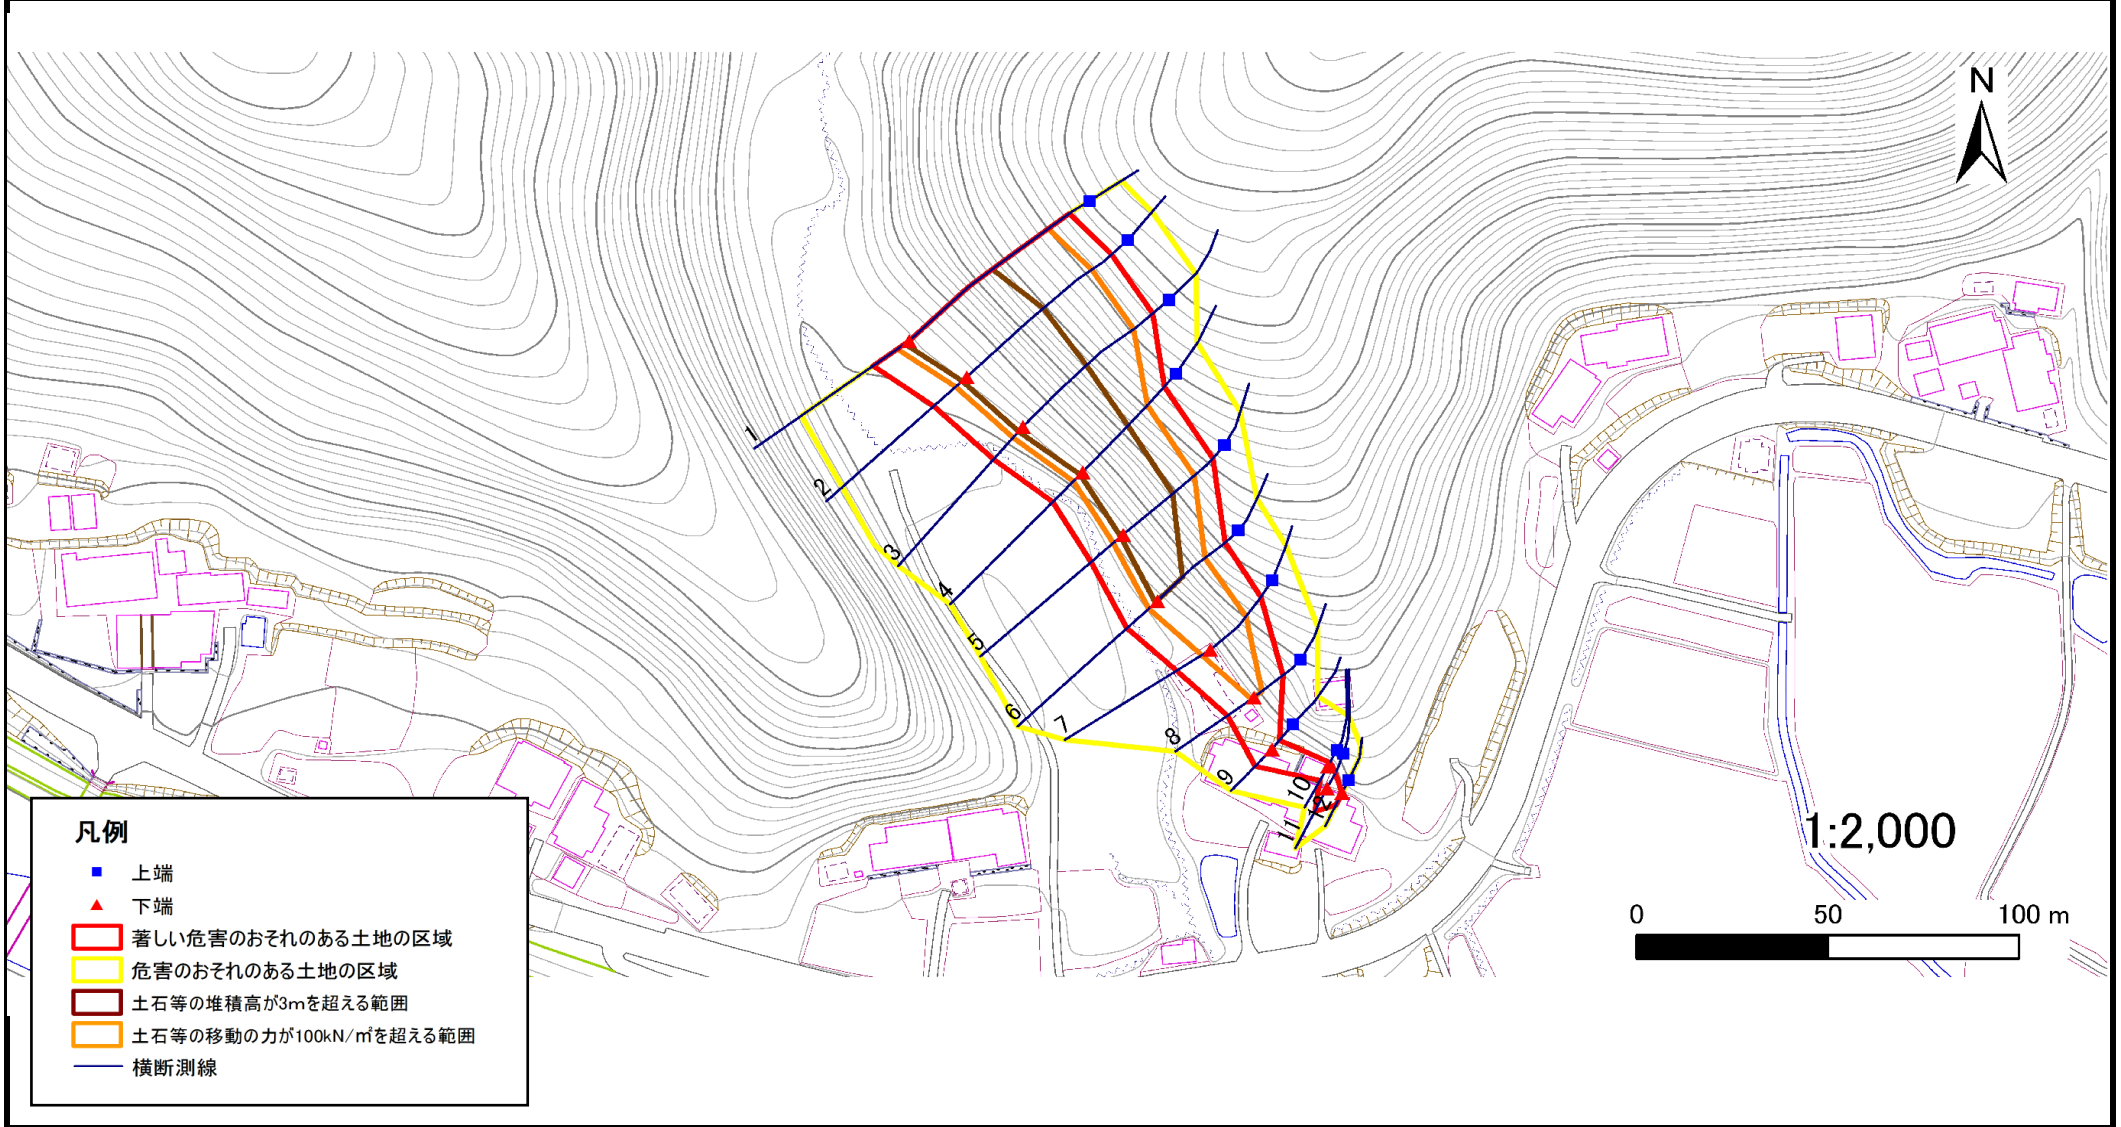 N
1
2
3
4
5
6
7
8
9
10
11
12
1:2,000
0 50 100 m
凡例
上端
下端
著しい危害のおそれのある土地の区域
危害のおそれのある土地の区域
土石等の堆積高が3mを超える範囲
土石等の移動の力が100kN/㎡を超える範囲
横断測線